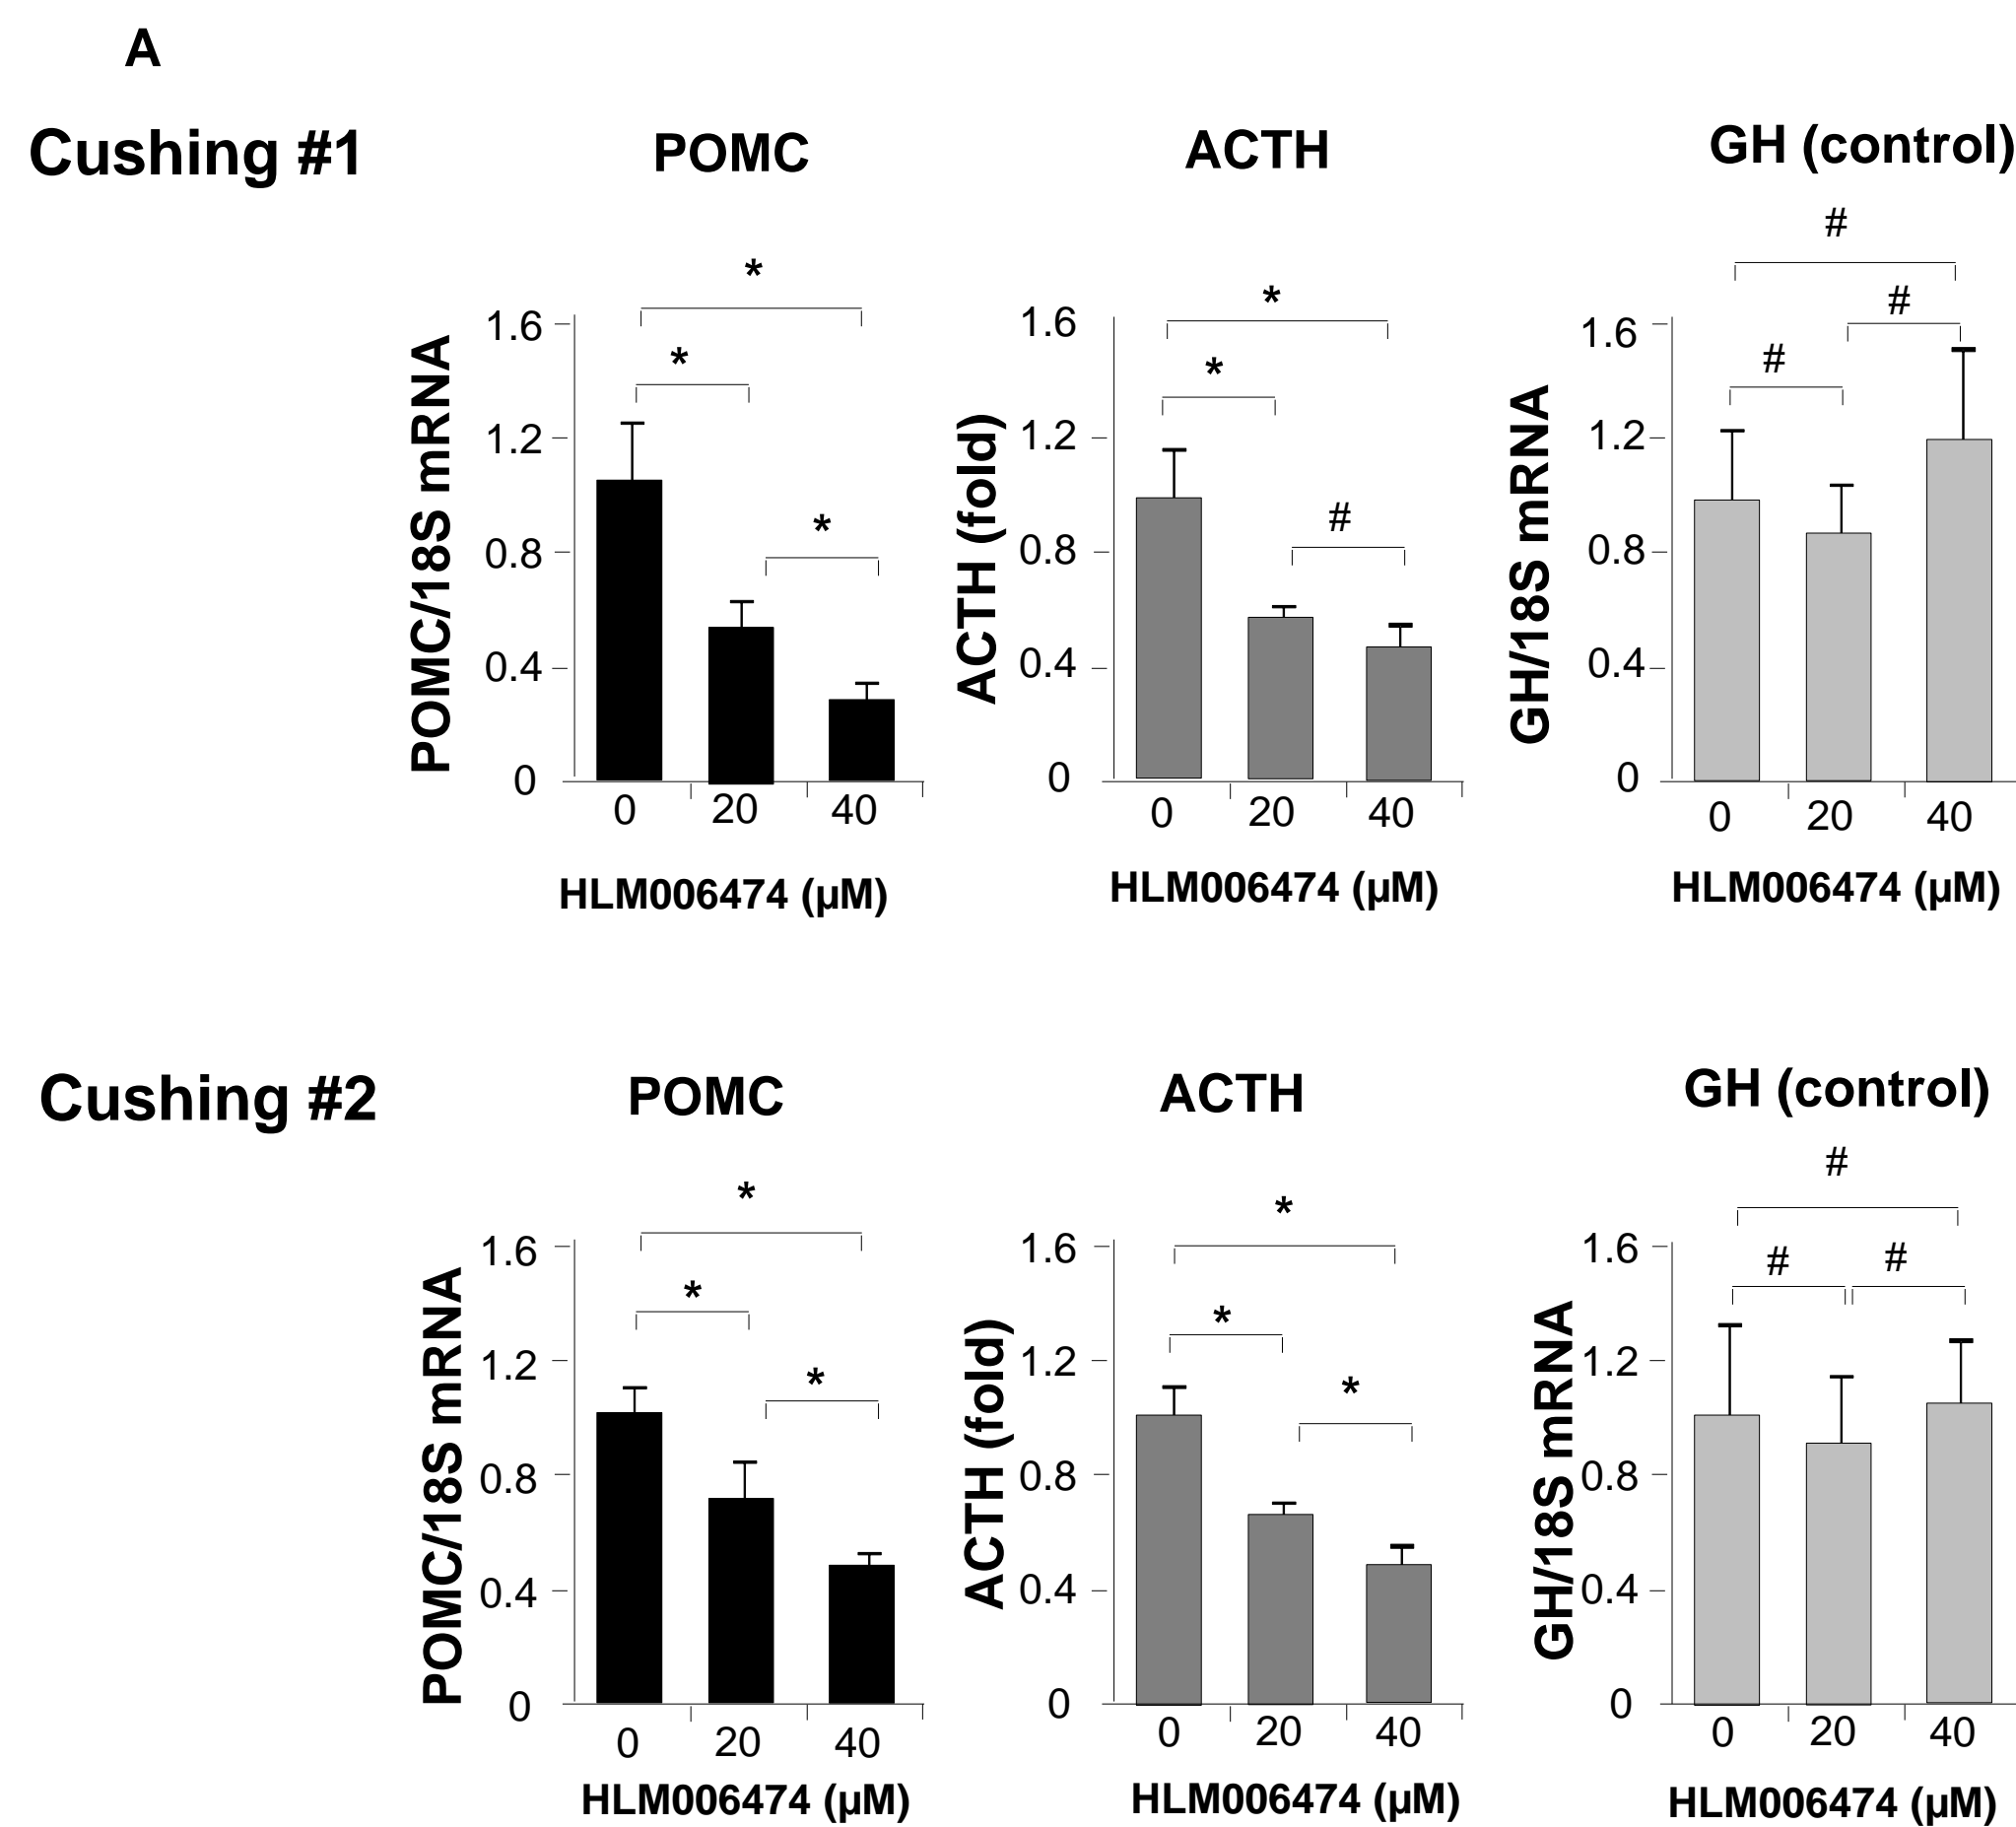 A
Cushing #1
POMC
ACTH
GH (control)
*
*
*
POMC/18S mRNA
1.6
1.2
0.8
0.4
0
0 20 40
HLM006474 (µM)
*
*
#
ACTH (fold)
1.6
1.2
0.8
0.4
0
0 20 40
HLM006474 (µM)
#
#
#
GH/18S mRNA
1.6
1.2
0.8
0.4
0
0 20 40
HLM006474 (µM)
Cushing #2
POMC
ACTH
GH (control)
*
*
*
POMC/18S mRNA
1.6
1.2
0.8
0.4
0
0 20 40
HLM006474 (µM)
*
*
*
ACTH (fold)
1.6
1.2
0.8
0.4
0
0 20 40
HLM006474 (µM)
#
# #
GH/18S mRNA
1.6
1.2
0.8
0.4
0
0 20 40
HLM006474 (µM)